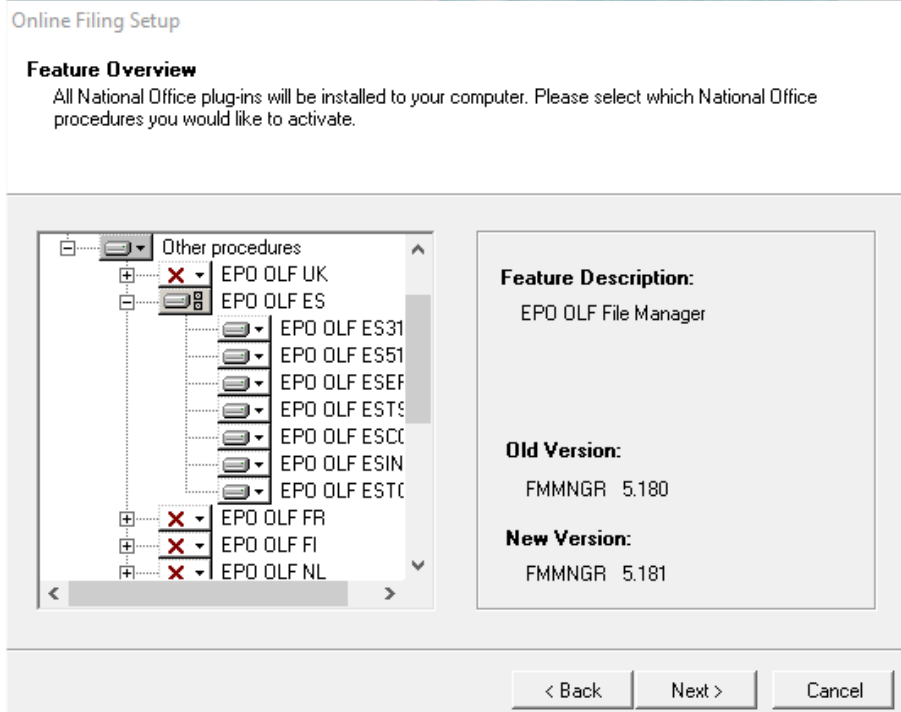 Online Filing Setup
Feature Overview
All National Office plug-ins will be installed to your computer. Please select which National Office
procedures you would like to activate.
Other procedures
EPO OLF UK
EPO OLF ES
EPO OLF ES31
EPO OLF ES51
EPO OLF
EPO OLF
EPO OLF
EPO OLF ESIN
EPO OLF
EPO OLF FR
EPO OLF FI
EPO OLF NL
Feature Description:
EPO OLF File Manager
Old Version:
FMMNGR 5.180
New Version:
FMMNGR 5.181
< Back
Next >
Cancel